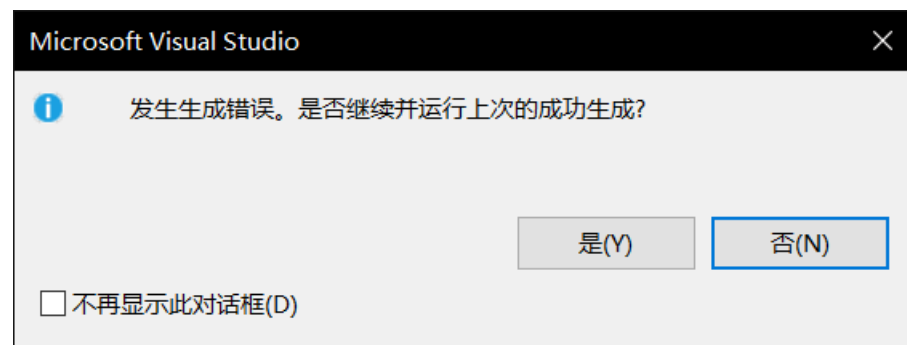 Microsoft Visual Studio
发生生成错误。是否继续并运行上次的成功生成?
是(Y)
否(N)
不再显示此对话框(D)